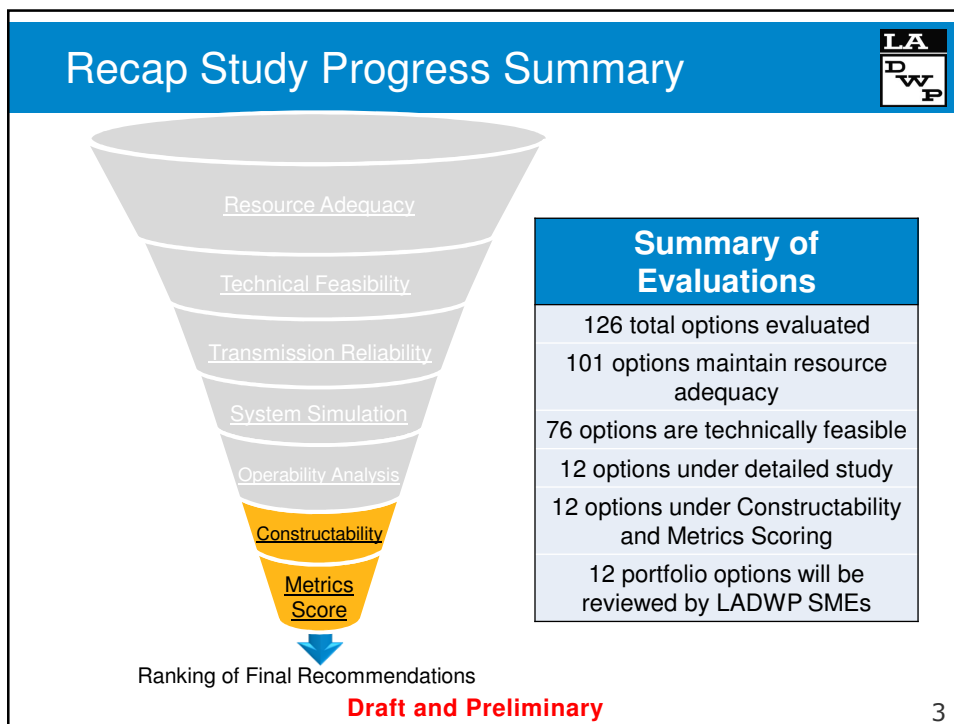 Recap Study Progress Summary
LA
D
W
P
Resource Adequacy
Technical Feasibility
Transmission Reliability
System Simulation
Operability Analysis
Constructability
Metrics
Score
Ranking of Final Recommendations
Summary of
Evaluations
126 total options evaluated
101 options maintain resource
adequacy
76 options are technically feasible
12 options under detailed study
12 options under Constructability
and Metrics Scoring
12 portfolio options will be
reviewed by LADWP SMEs
Draft and Preliminary
3